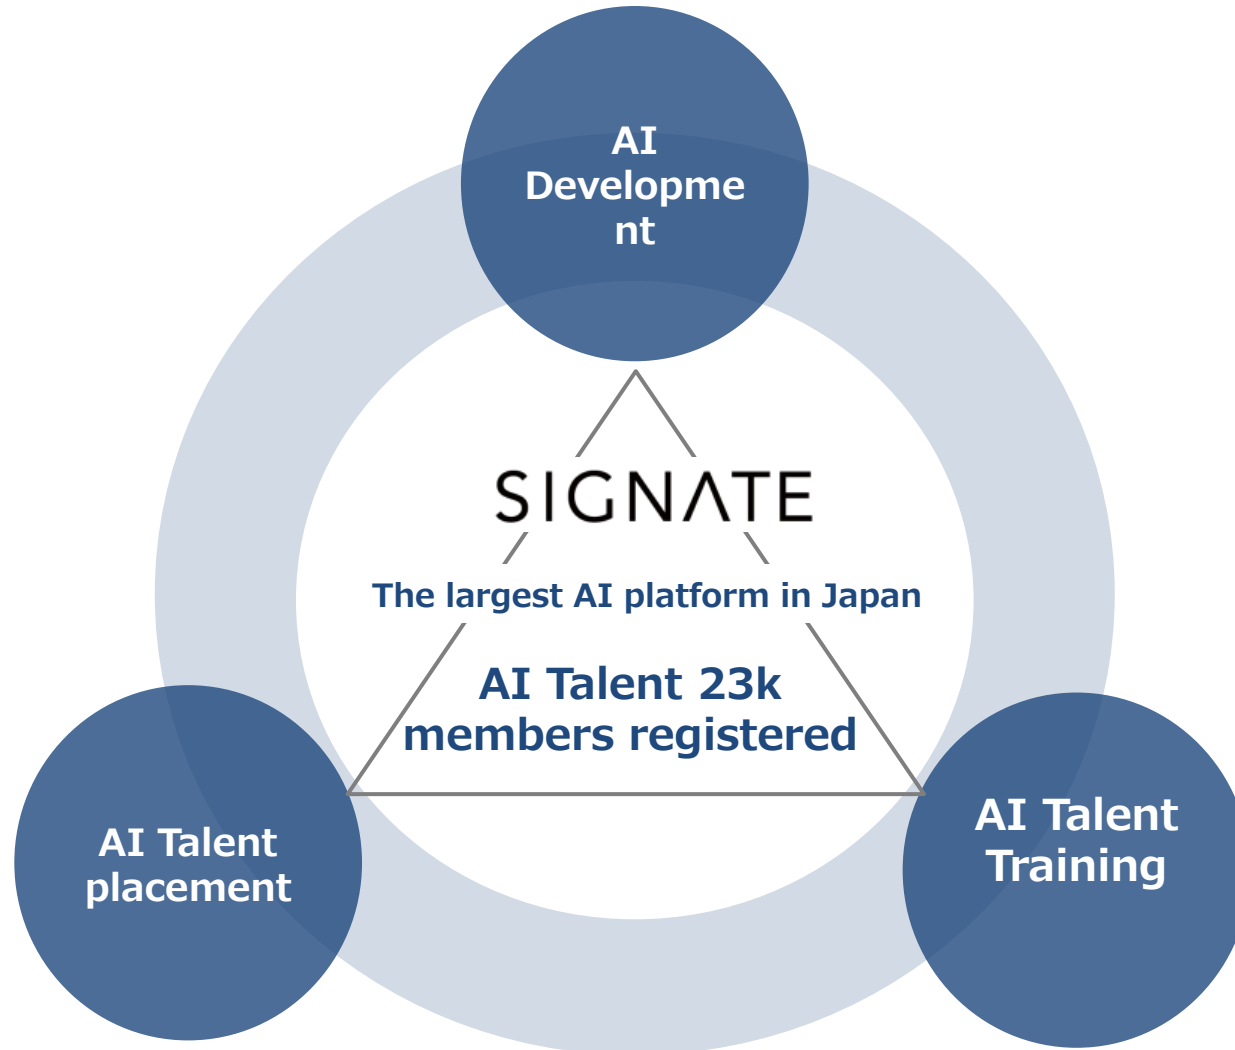 AI
Developme
nt
SIGNATE
The largest AI platform in Japan
AI Talent 23k
members registered
AI Talent
placement
AI Talent
Training